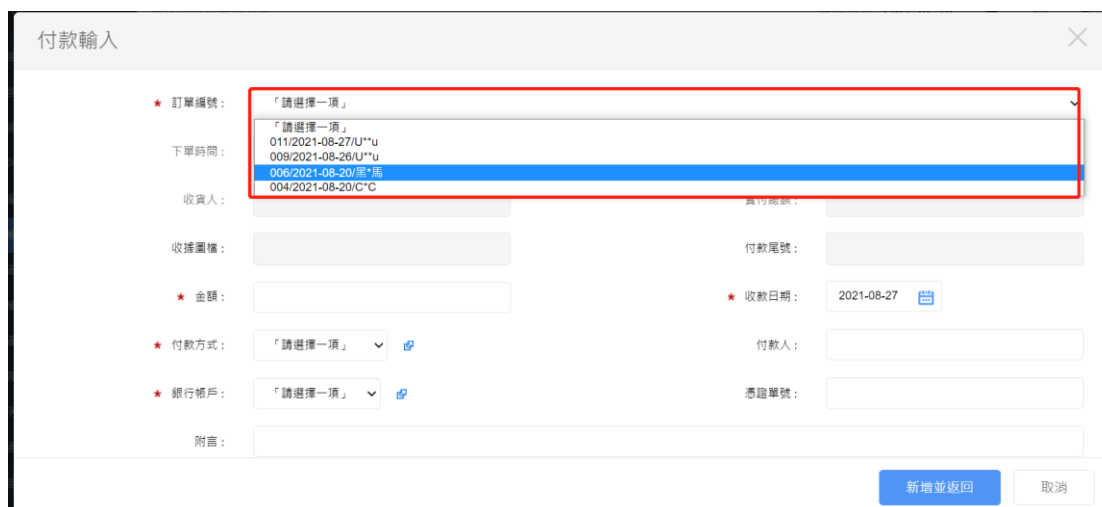 付款輸入
★ 訂單編號：
「請選擇一項」
「請選擇一項」
011/2021-08-27/U**u
009/2021-08-26/U**u
006/2021-08-20/黑*馬
004/2021-08-20/C*C
下單時間：
收貨人：
實付總額：
收據圖檔：
付款尾號：
★ 金額：
★ 收款日期：
2021-08-27
★ 付款方式：
「請選擇一項」
付款人：
★ 銀行帳戶：
「請選擇一項」
憑證單號：
附言：
新增並返回
取消